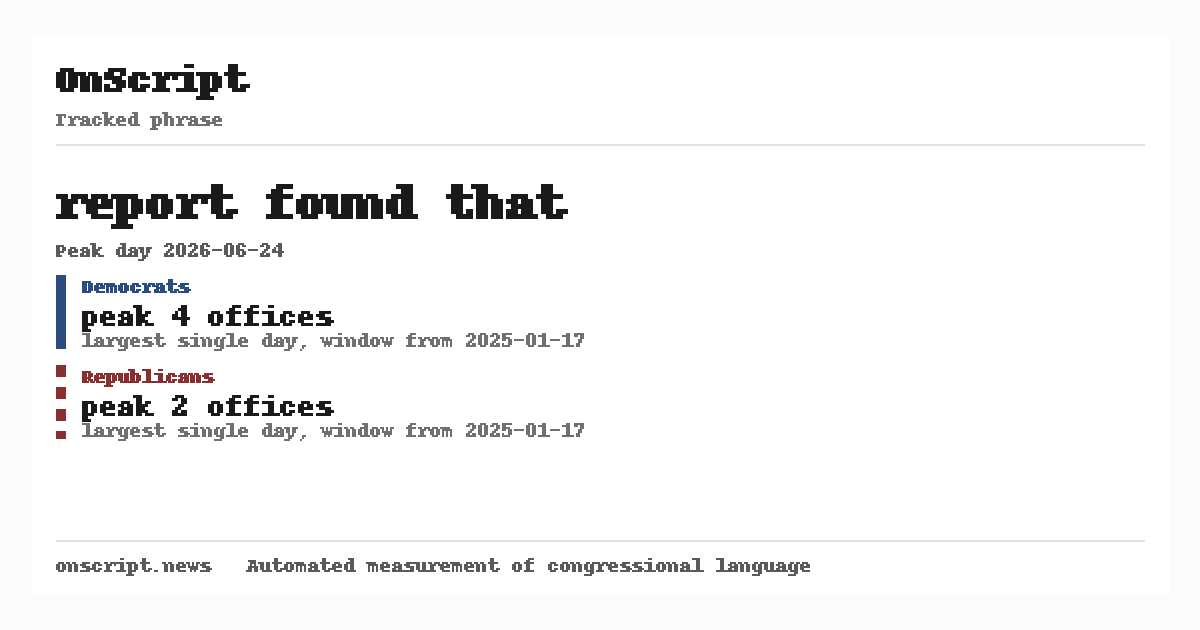 OnScript
Tracked phrase
report found that
Peak day 2026-06-24
Democrats
peak 4 offices
largest single day, window from 2025-01-17
Republicans
peak 2 offices
largest single day, window from 2025-01-17
onscript.news Automated measurement of congressional language